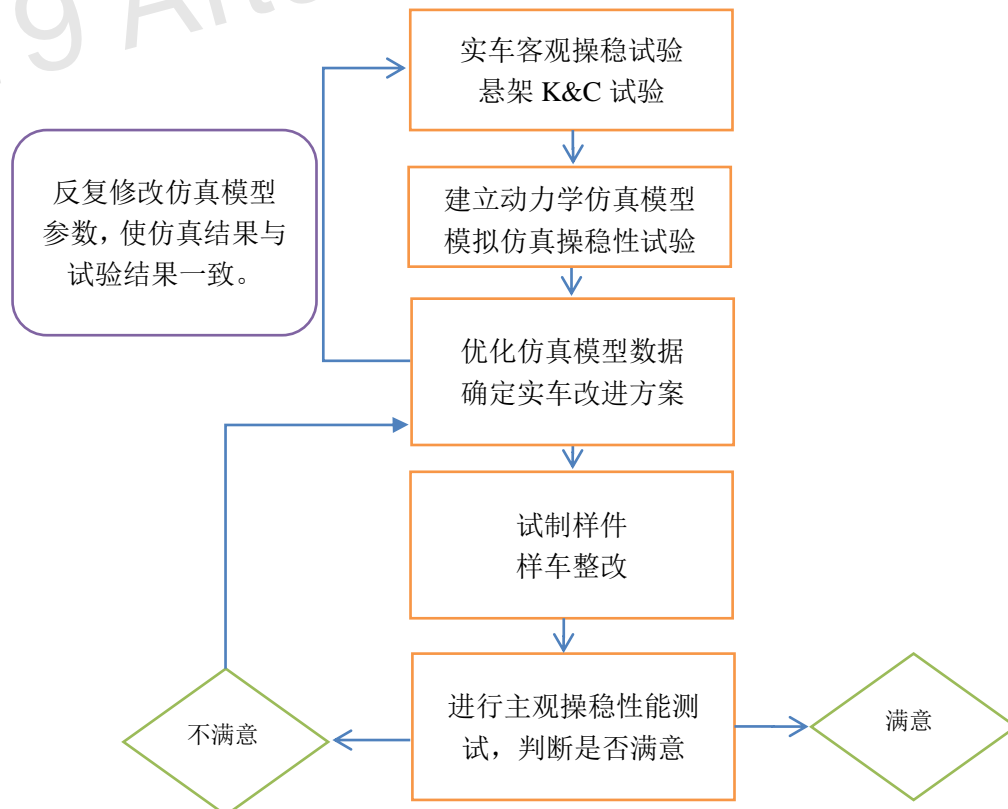 9 Alt
实车客观操稳试验
悬架 K&C 试验
反复修改仿真模型
参数，使仿真结果与
试验结果一致。
建立动力学仿真模型
模拟仿真操稳性试验
优化仿真模型数据
确定实车改进方案
试制样件
样车整改
进行主观操稳性能测
试，判断是否满意
不满意
满意